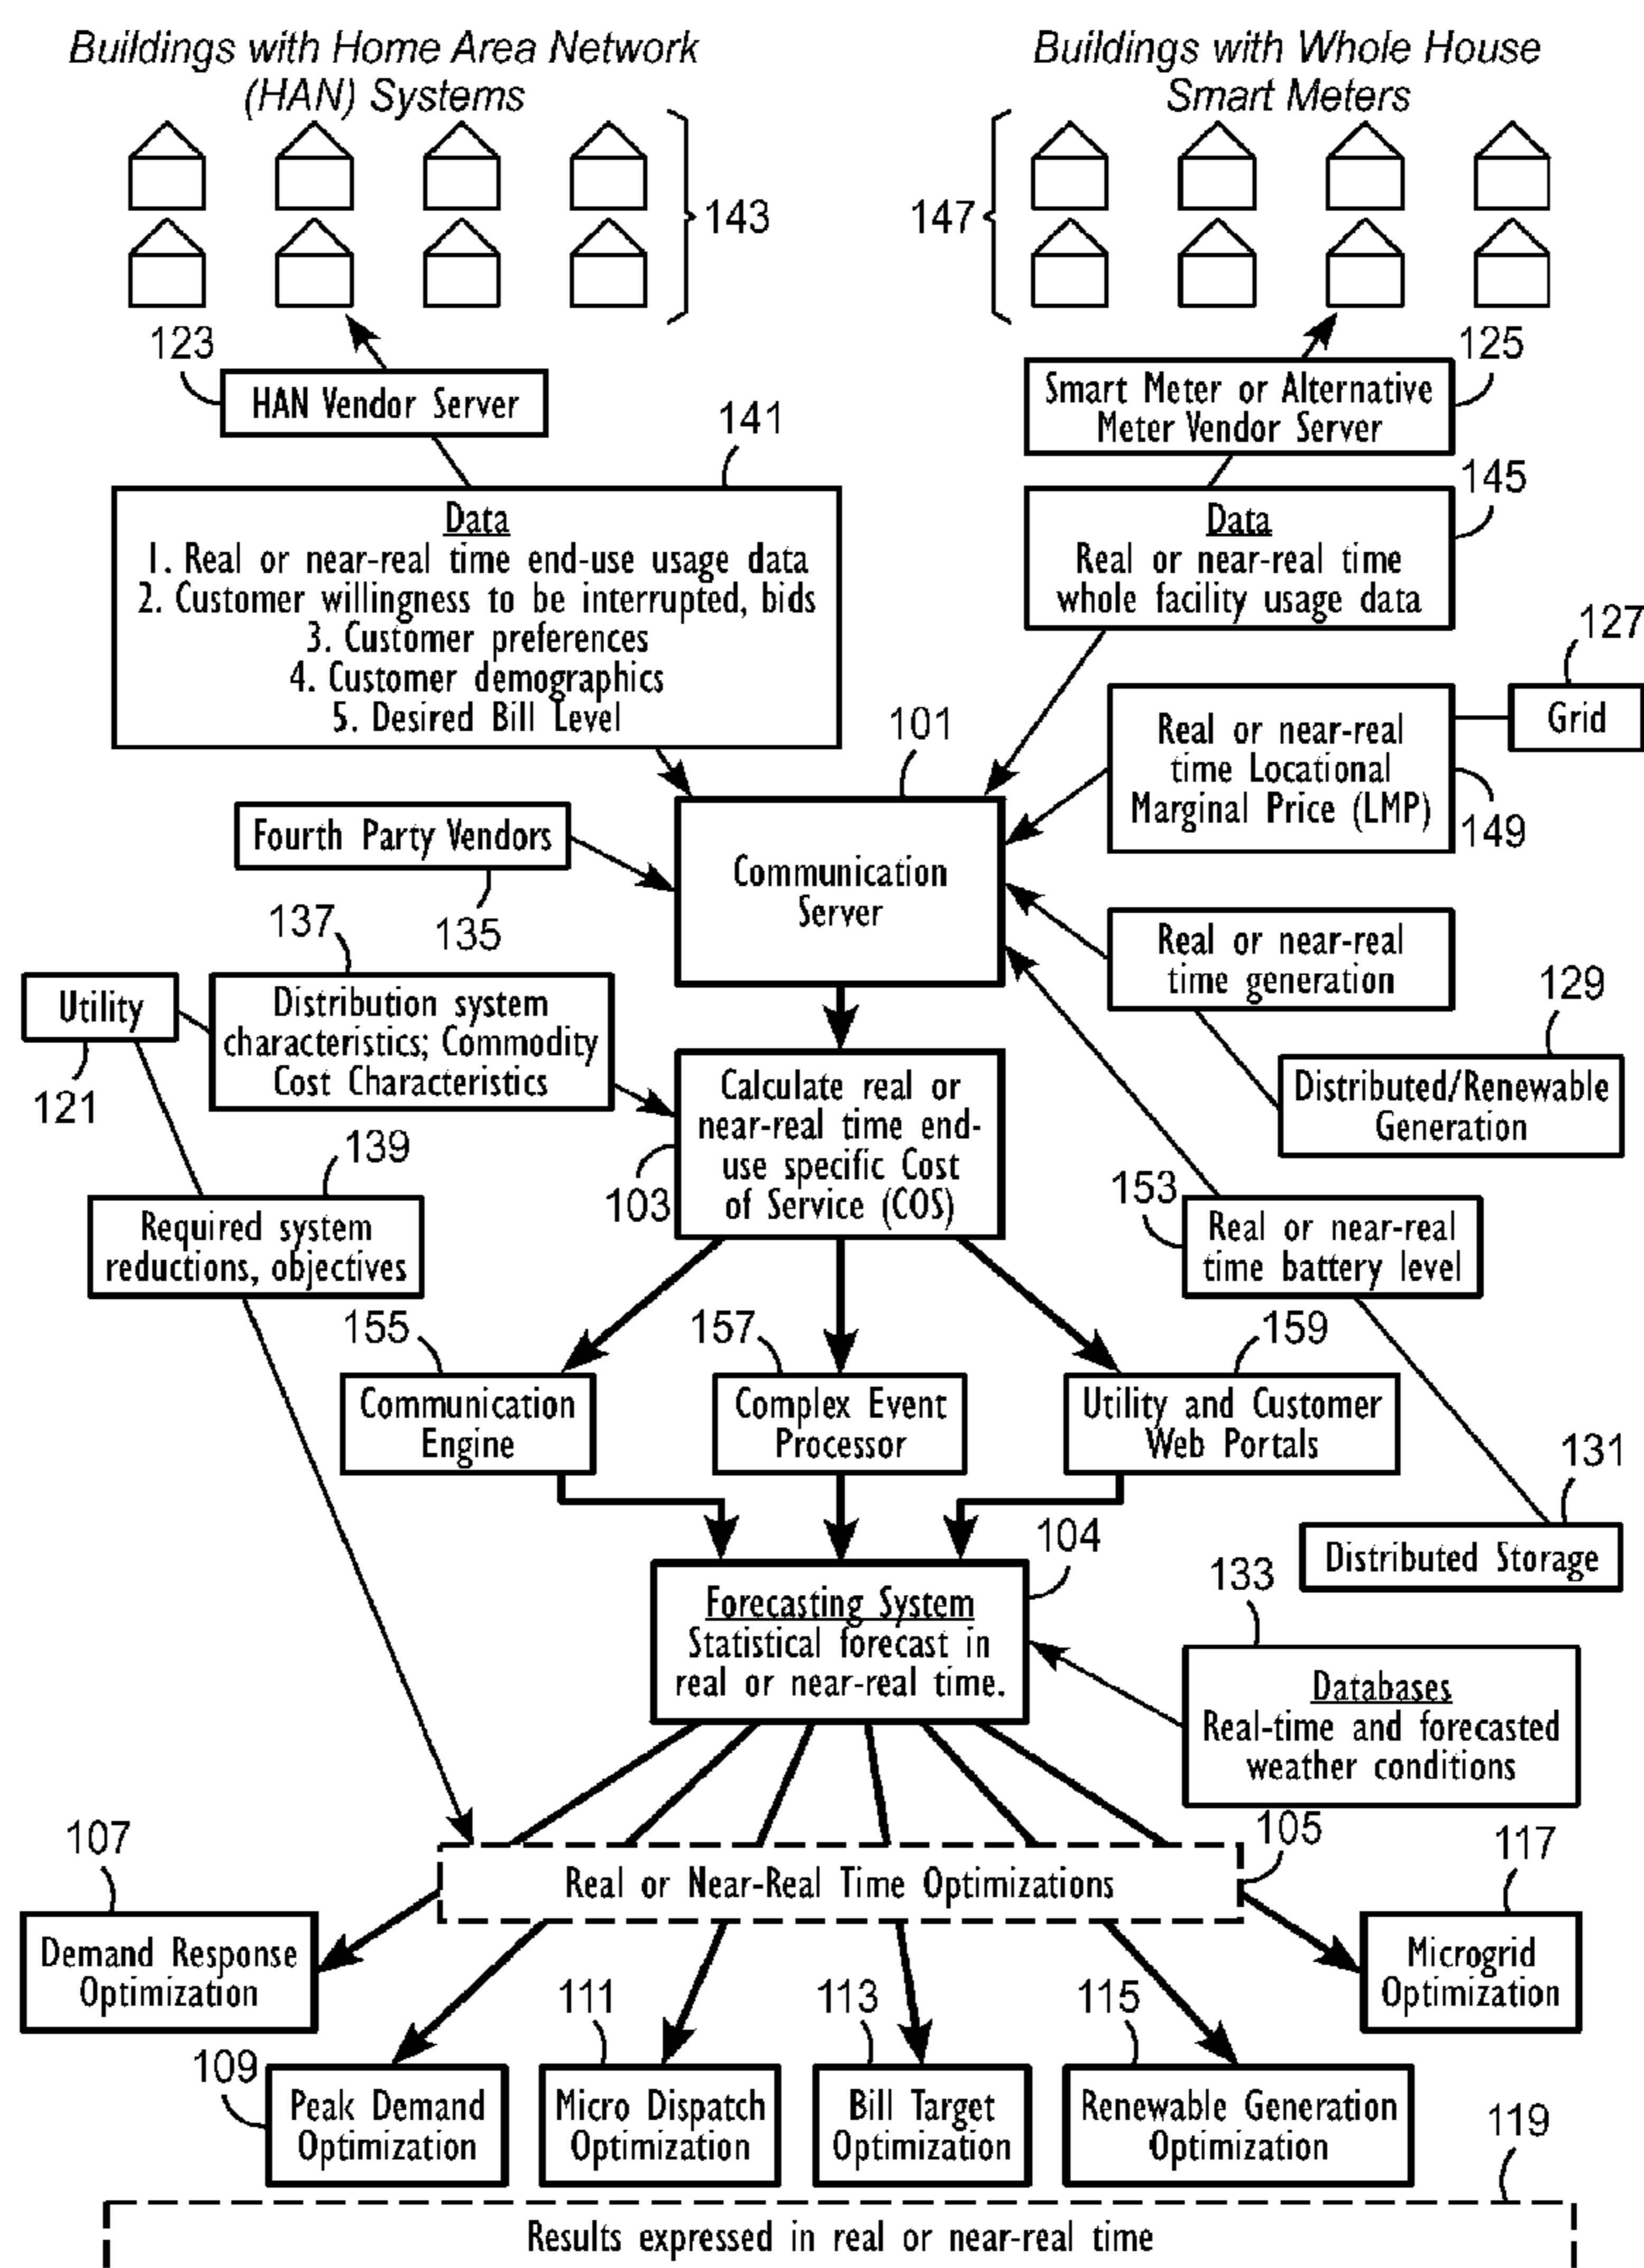 Buildings with Home Area Network
(HAN) Systems
Buildings with Whole House
Smart Meters
143
147
123
HAN Vendor Server
125
Smart Meter or Alternative
Meter Vendor Server
141
Data
1. Real or near-real time end-use usage data
2. Customer willingness to be interrupted, bids
3. Customer preferences
4. Customer demographics
5. Desired Bill Level
145
Data
Real or near-real time
whole facility usage data
127
Grid
Real or near-real
time Locational
Marginal Price (LMP)
149
101
Communication
Server
Fourth Party Vendors
135
137
Utility
121
Distribution system
characteristics; Commodity
Cost Characteristics
Real or near-real
time generation
129
Distributed/Renewable
Generation
Calculate real or
near-real time end-
use specific Cost
of Service (COS)
103
139
Required system
reductions, objectives
153
Real or near-real
time battery level
155
Communication
Engine
157
Complex Event
Processor
159
Utility and Customer
Web Portals
131
Distributed Storage
104
Forecasting System
Statistical forecast in
real or near-real time.
133
Databases
Real-time and forecasted
weather conditions
105
Real or Near-Real Time Optimizations
107
Demand Response
Optimization
117
Microgrid
Optimization
109
Peak Demand
Optimization
111
Micro Dispatch
Optimization
113
Bill Target
Optimization
115
Renewable Generation
Optimization
119
Results expressed in real or near-real time